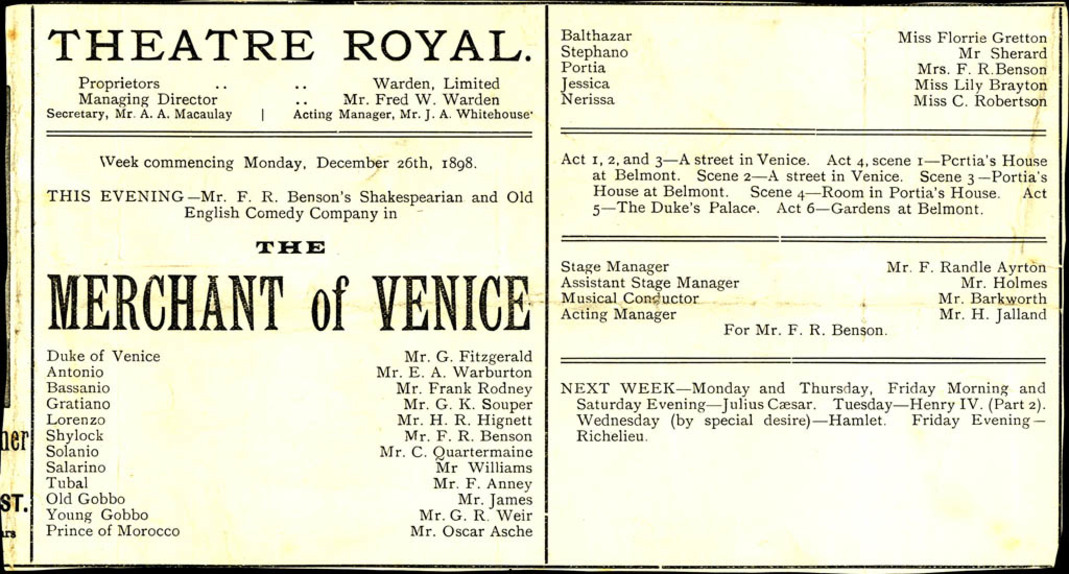 THEATRE ROYAL.
Proprietors .. .. Warden, Limited
Managing Director .. Mr. Fred W. Warden
Secretary, Mr. A. A. Macaulay | Acting Manager, Mr. J. A. Whitehouse
Week commencing Monday, December 26th, 1898.
THIS EVENING—Mr. F. R. Benson's Shakespearian and Old
English Comedy Company in
THE
MERCHANT of VENICE
Duke of Venice Mr. G. Fitzgerald
Antonio Mr. E. A. Warburton
Bassanio Mr. Frank Rodney
Gratiano Mr. G. K. Souper
Lorenzo Mr. H. R. Hignett
Shylock Mr. F. R. Benson
Solanio Mr. C. Quartermaine
Salarino Mr Williams
Tubal Mr. F. Anney
Old Gobbo Mr. James
Young Gobbo Mr. G. R. Weir
Prince of Morocco Mr. Oscar Asche
Balthazar Miss Florrie Gretton
Stephano Mr Sherard
Portia Mrs. F. R.Benson
Jessica Miss Lily Brayton
Nerissa Miss C. Robertson
Act 1, 2, and 3—A street in Venice. Act 4, scene 1—Portia's House
at Belmont. Scene 2—A street in Venice. Scene 3—Portia's
House at Belmont. Scene 4—Room in Portia's House. Act
5—The Duke's Palace. Act 6—Gardens at Belmont.
Stage Manager Mr. F. Randle Ayrton
Assistant Stage Manager Mr. Holmes
Musical Conductor Mr. Barkworth
Acting Manager Mr. H. Jalland
For Mr. F. R. Benson.
NEXT WEEK—Monday and Thursday, Friday Morning and
Saturday Evening—Julius Cæsar. Tuesday—Henry IV. (Part 2).
Wednesday (by special desire)—Hamlet. Friday Evening—
Richelieu.
ST.